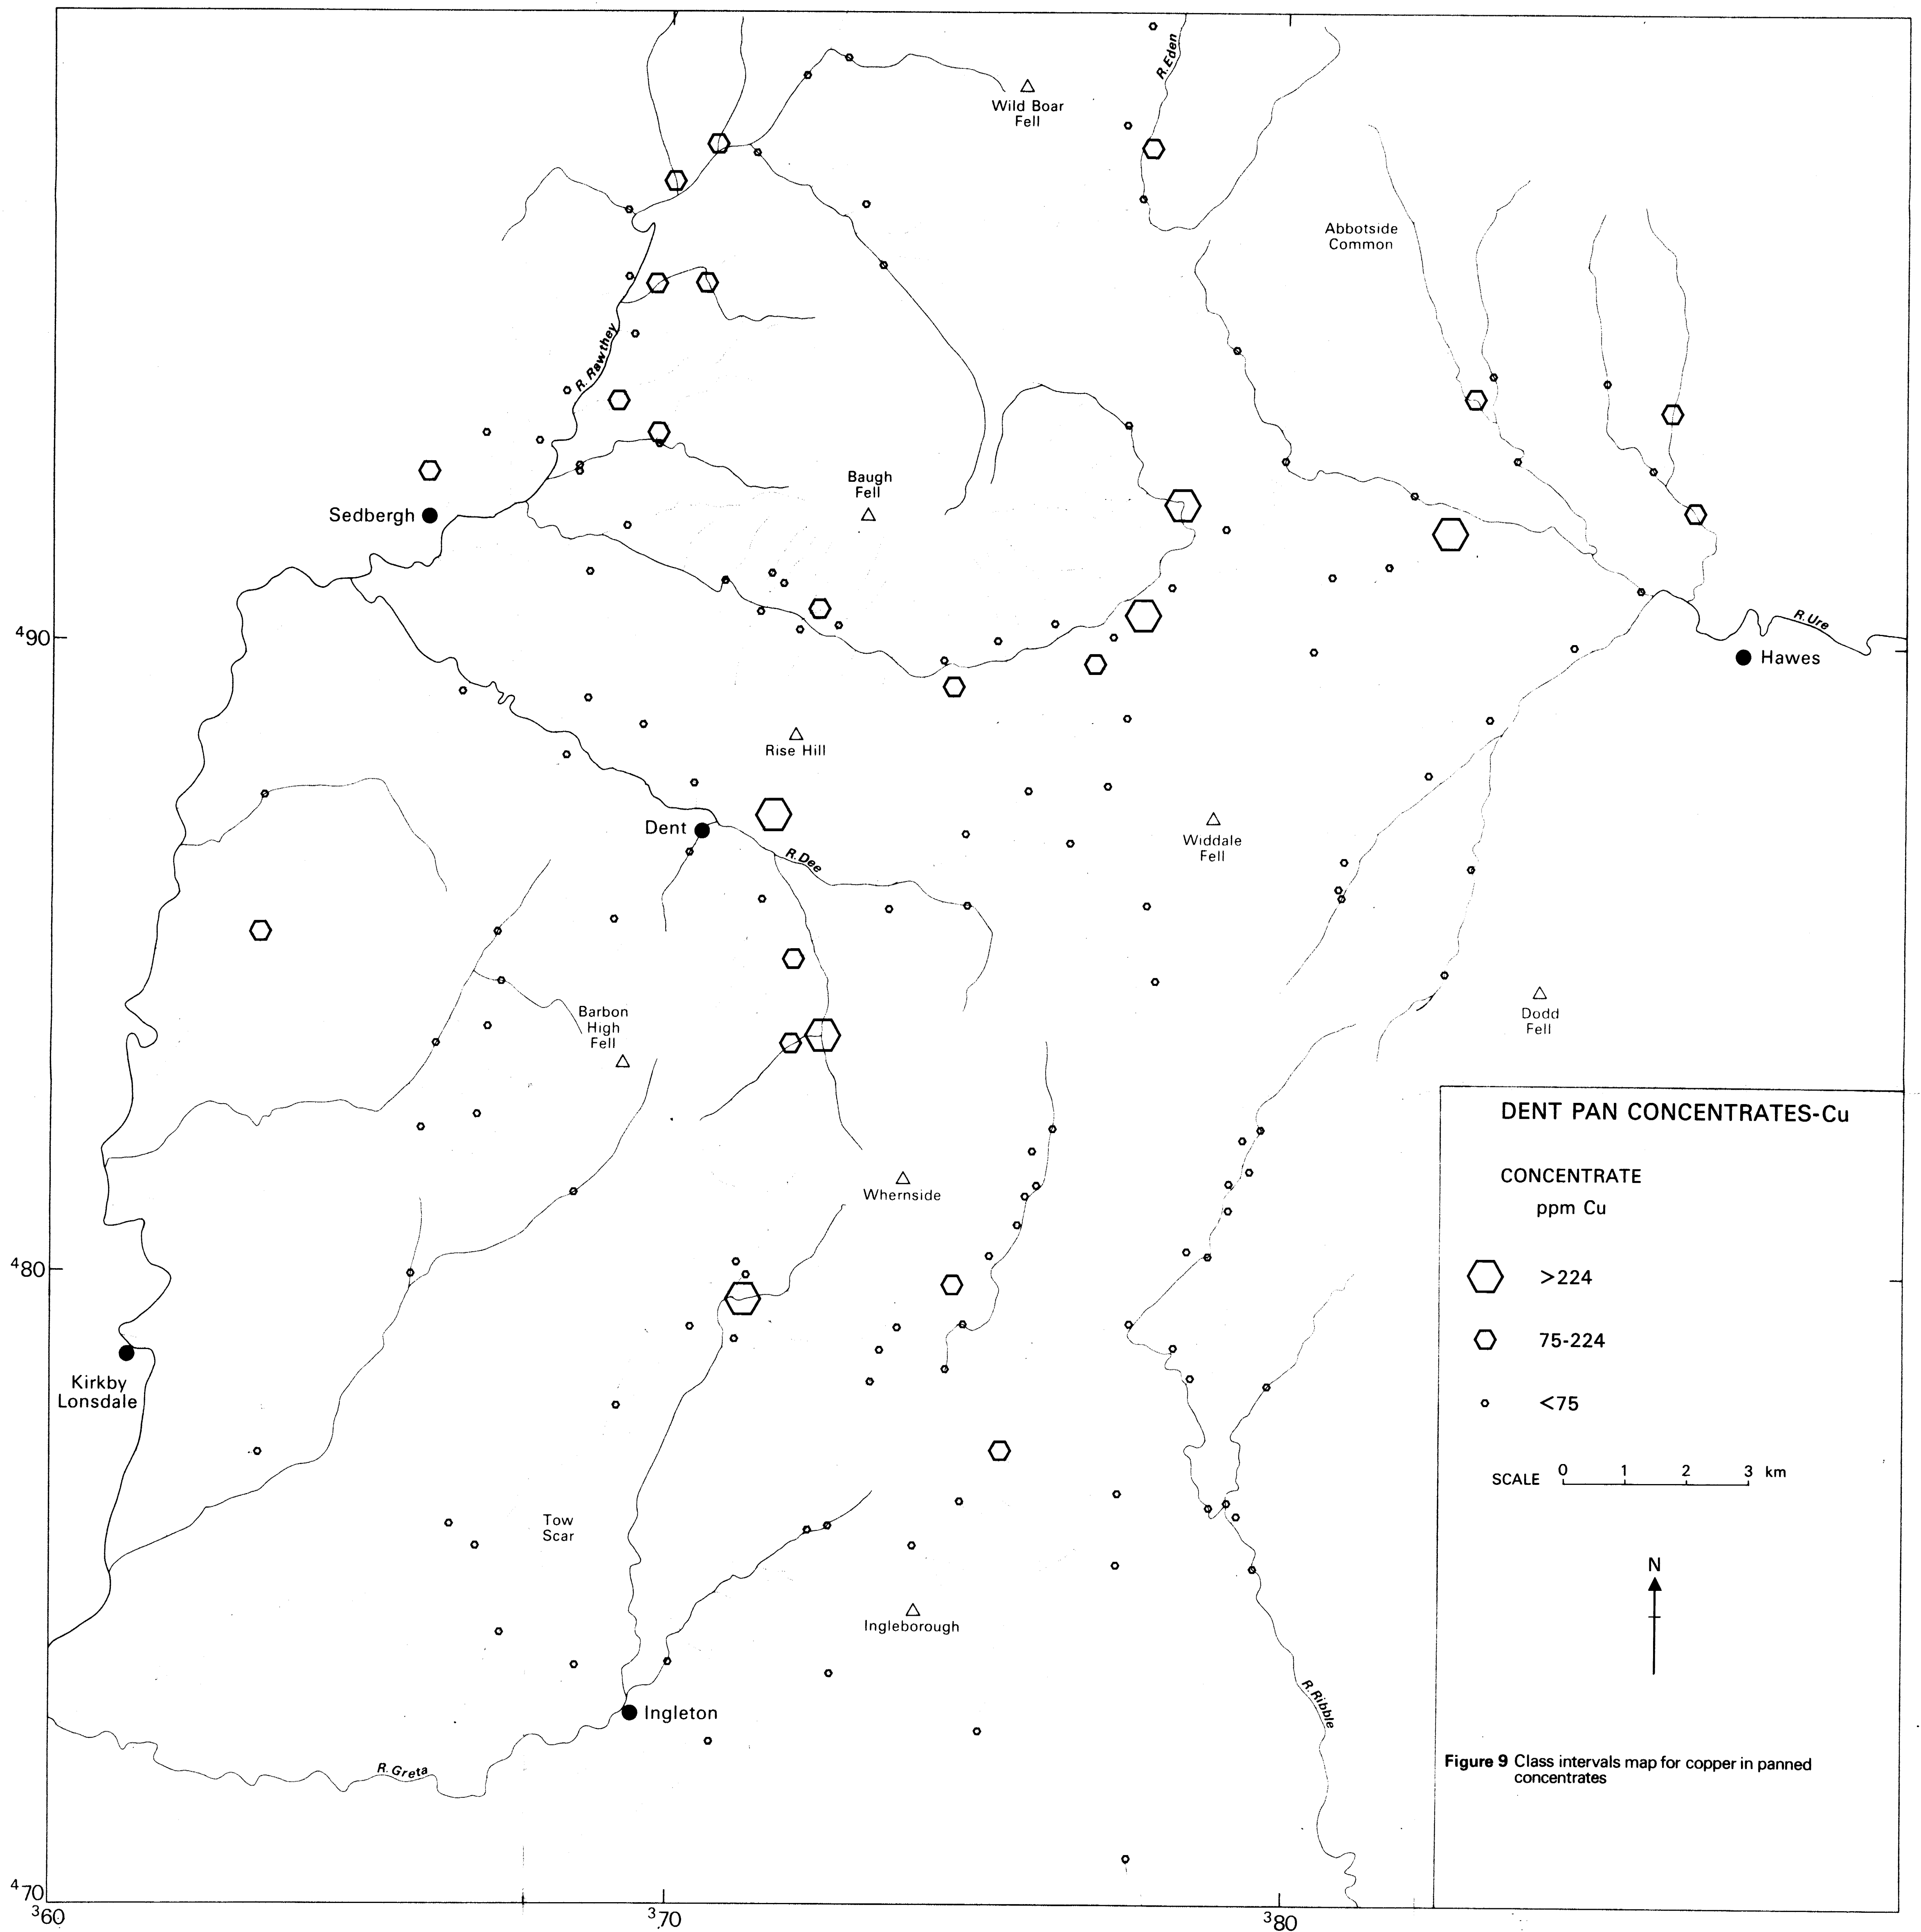 R. Eden
Wild Boar
Fell
Abbotside
Common
R. Rawthey
Baugh
Fell
Sedbergh
490
R. Ure
Hawes
Rise Hill
Dent
R. Dee
Widdale
Fell
Barbon
High
Fell
Dodd
Fell
DENT PAN CONCENTRATES-Cu
CONCENTRATE
ppm Cu
Whernside
480
>224
75-224
Kirkby
Lonsdale
<75
SCALE 0 1 2 3 km
Tow
Scar
N
Ingleborough
R. Ribble
Ingleton
R. Greta
Figure 9 Class intervals map for copper in panned
concentrates
470
360
370
380